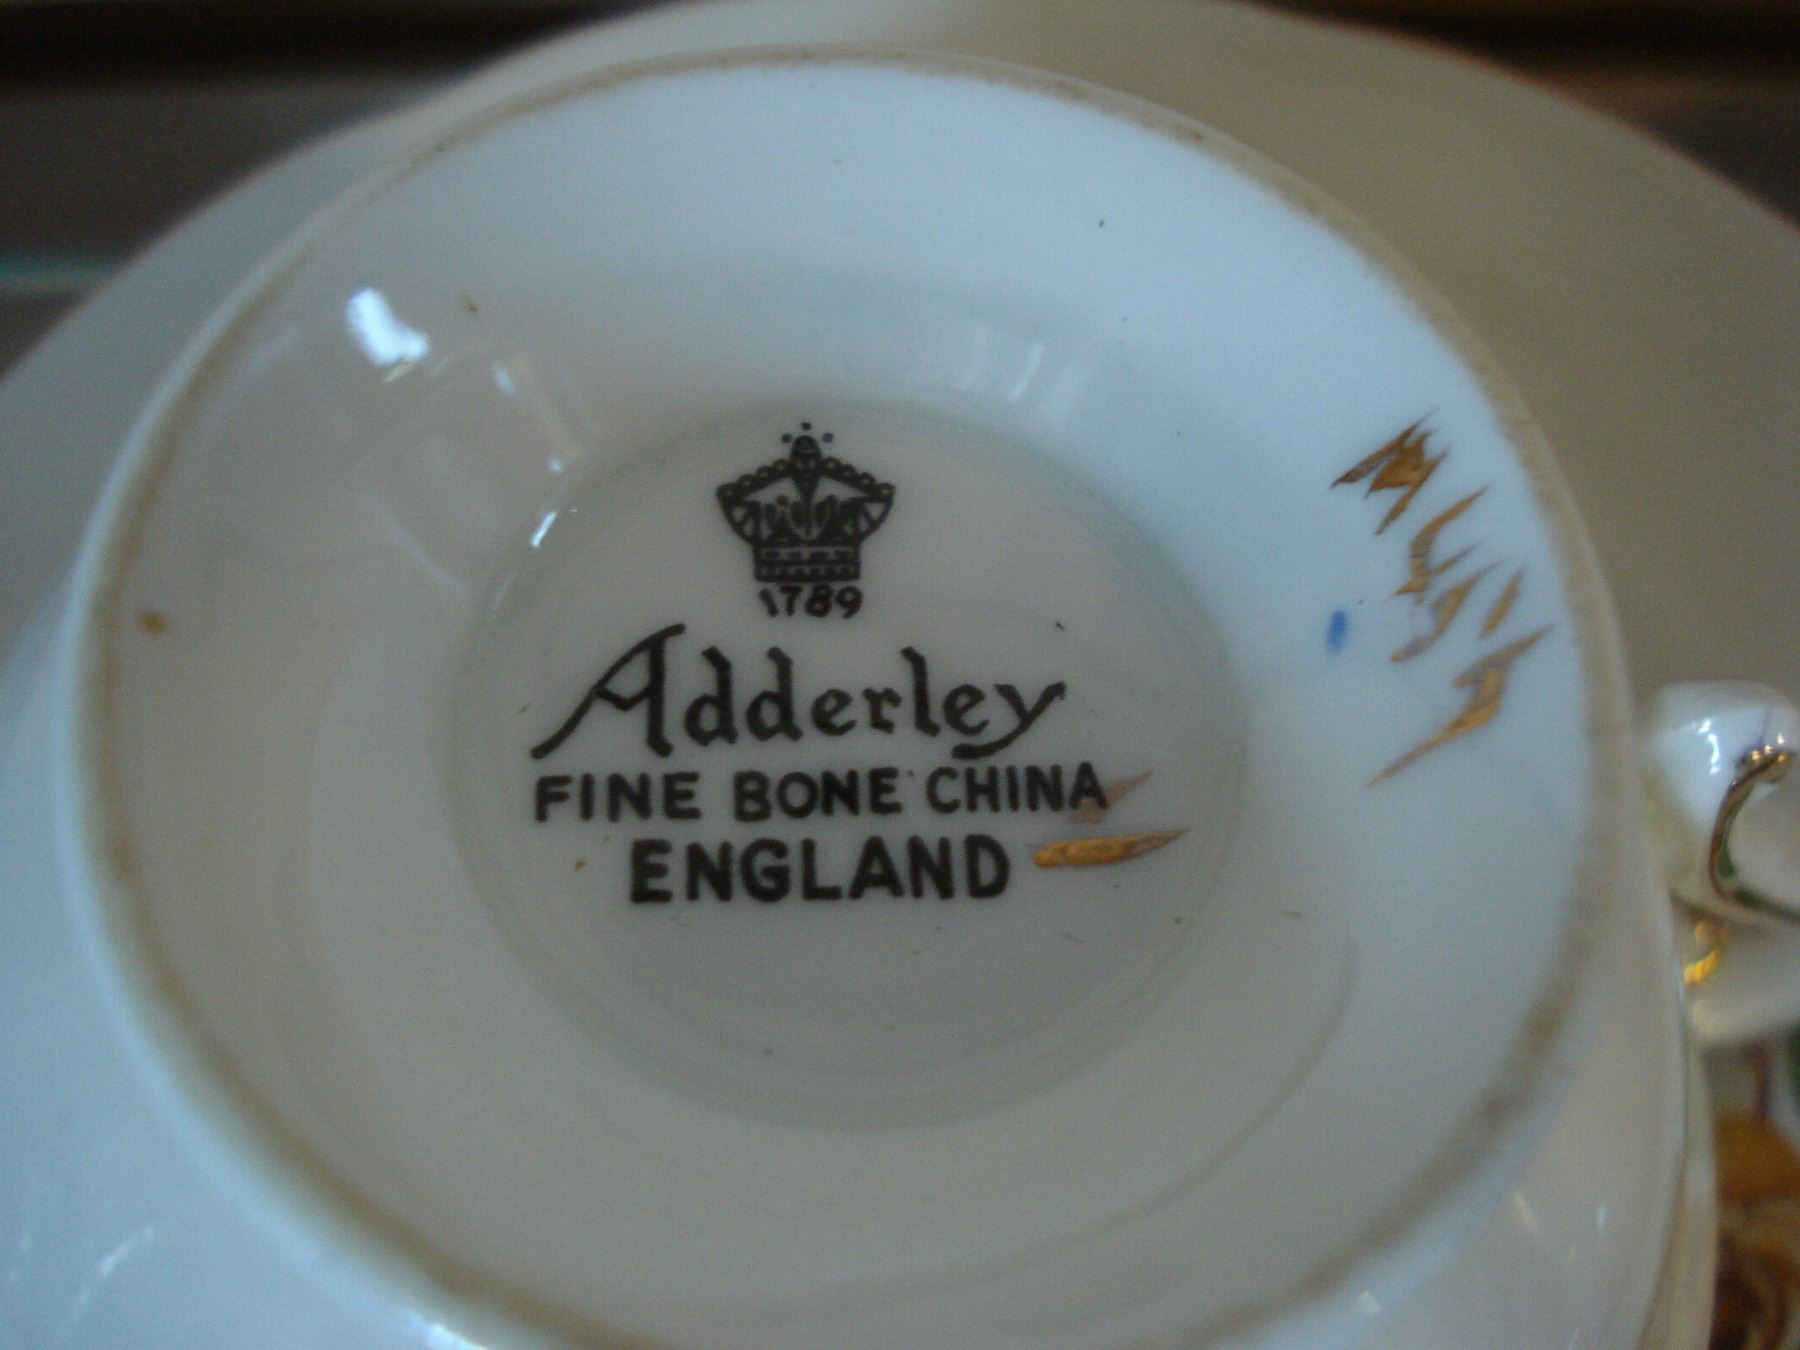 1789
Adderley
FINE BONE CHINA
ENGLAND